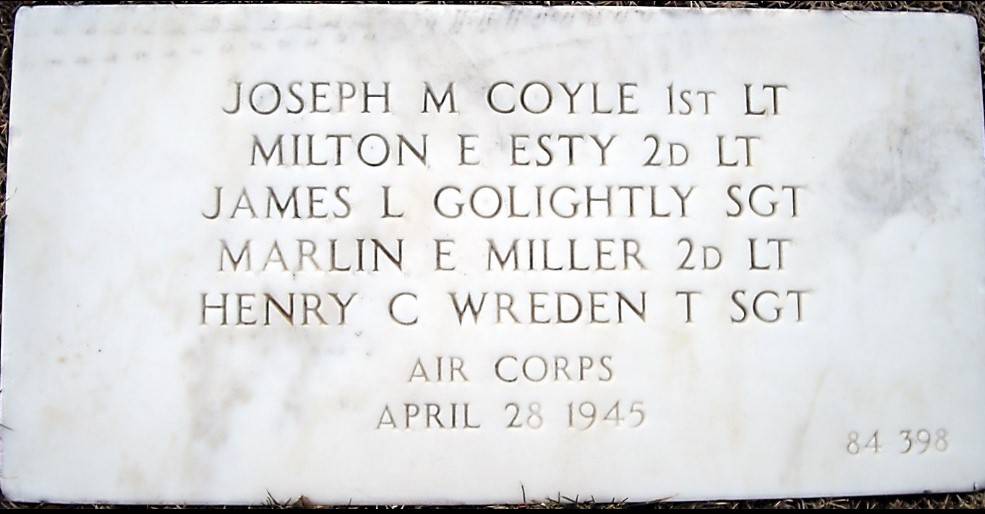 JOSEPH M COYLE 1ST LT
MILTON E ESTY 2D LT
JAMES L GOLIGHTLY SGT
MARLIN E MILLER 2D LT
HENRY C WREDEN T SGT
AIR CORPS
APRIL 28 1945
84 398